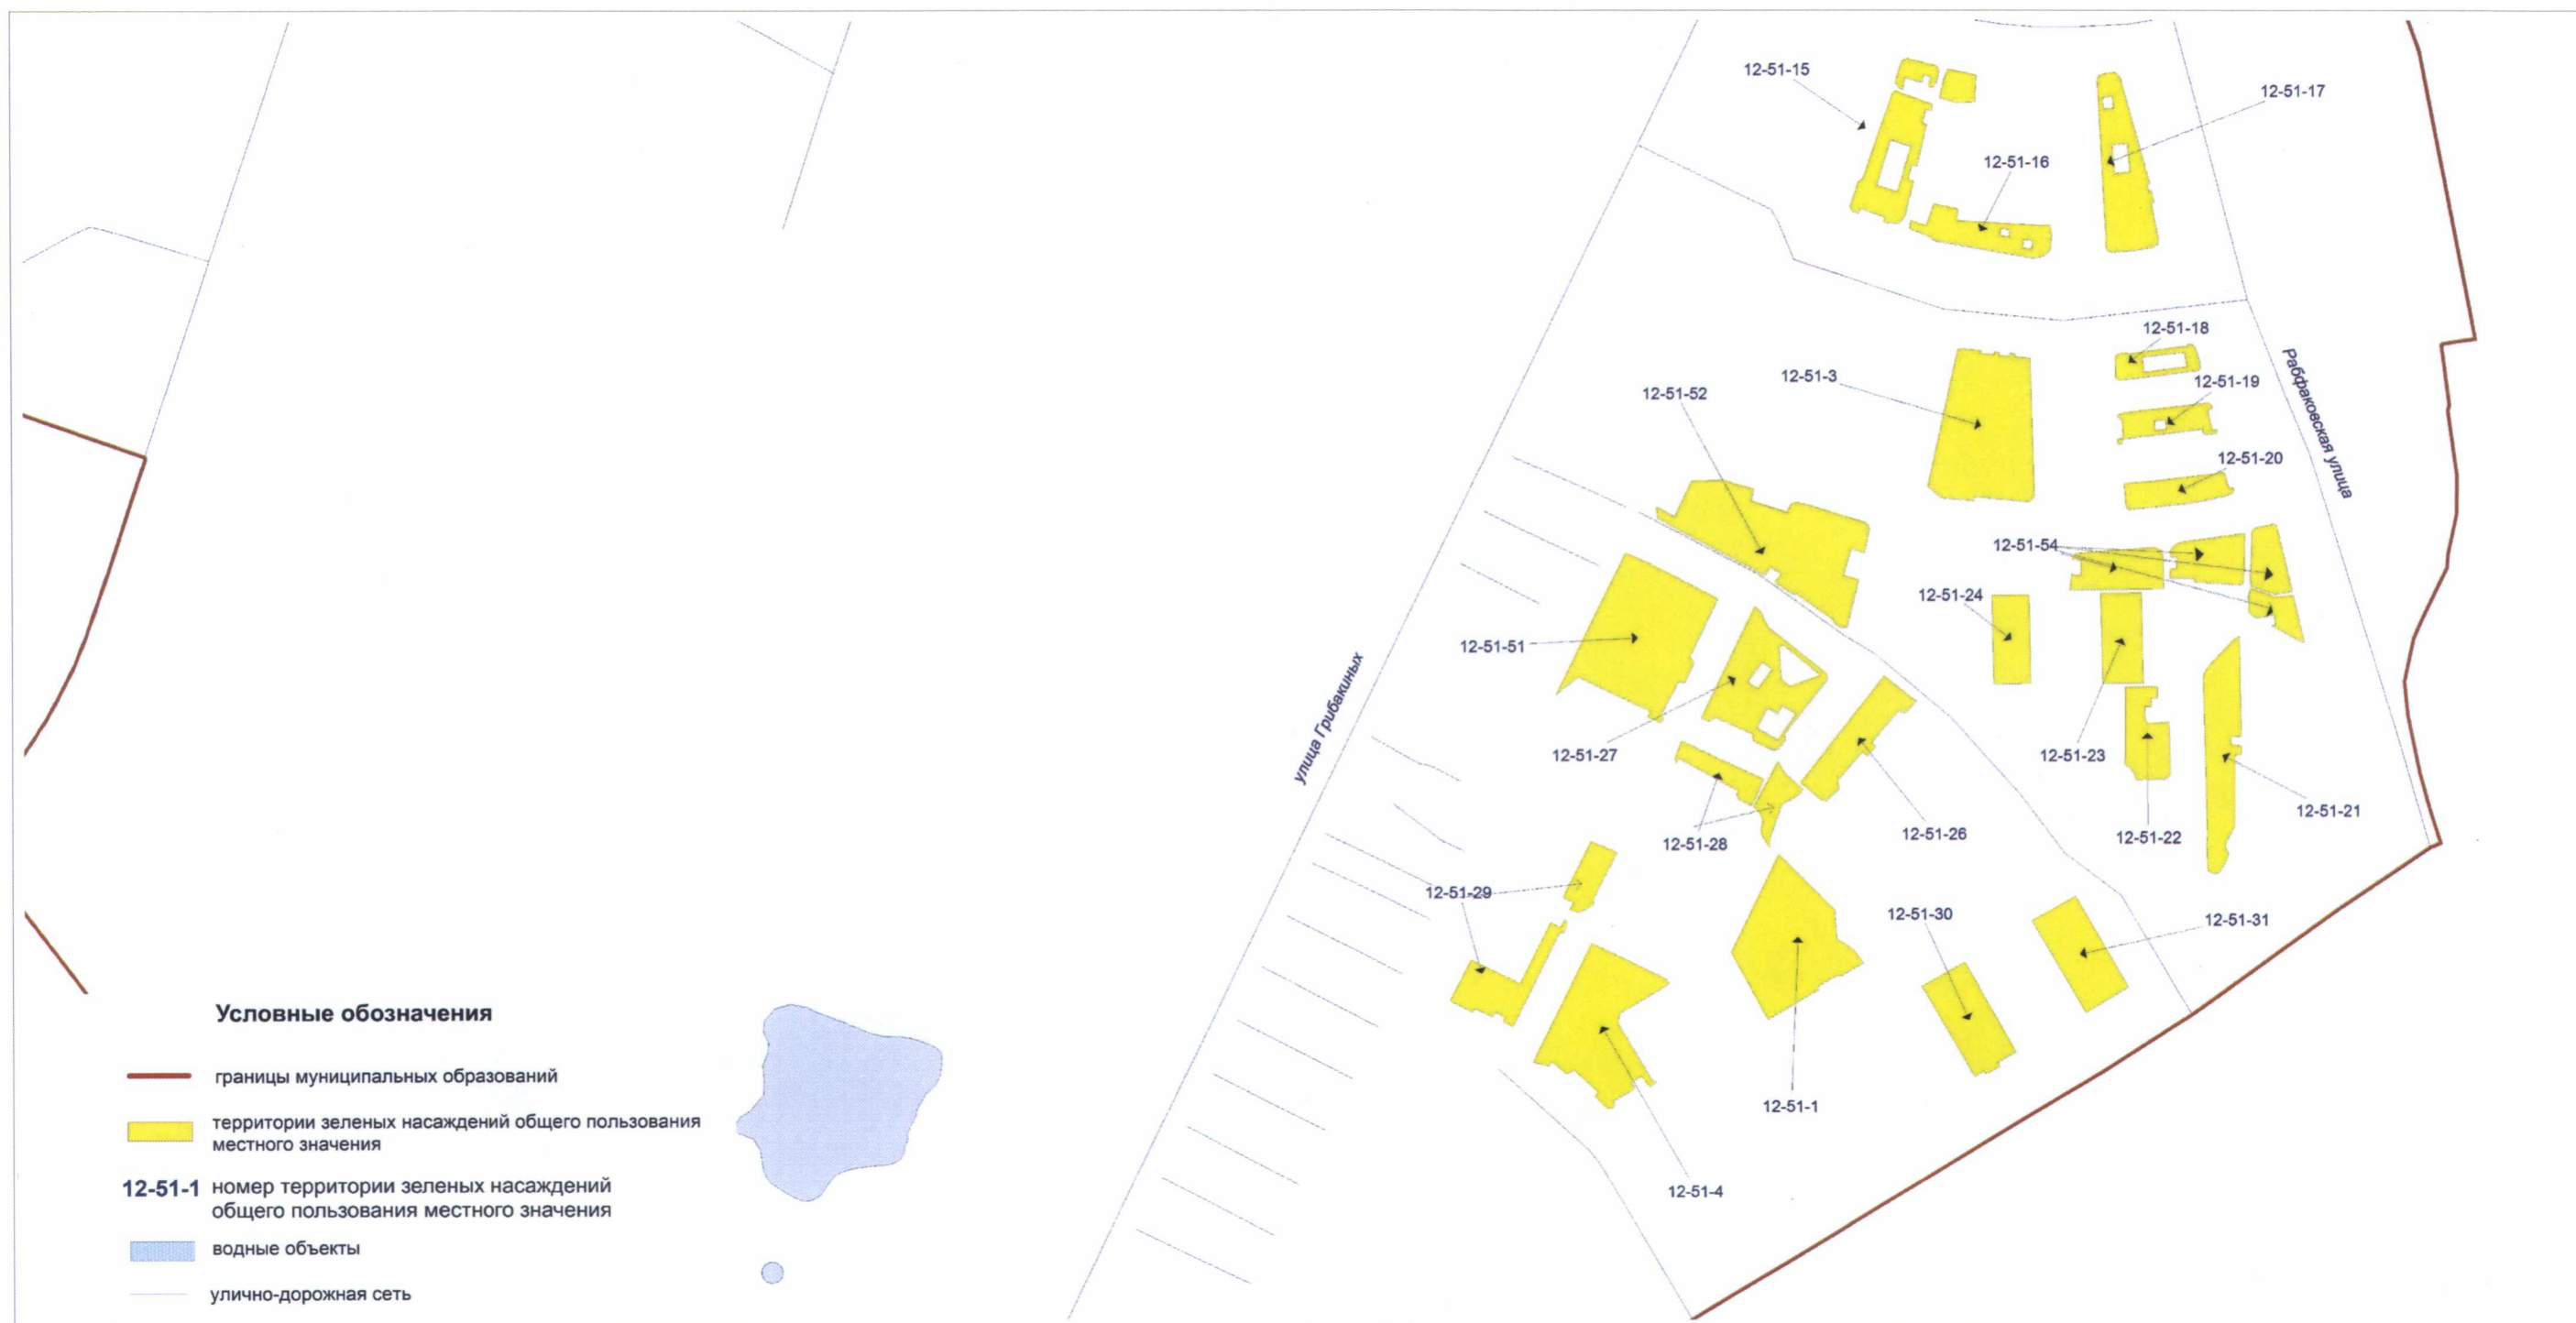 12-51-15
12-51-17
12-51-16
12-51-18
12-51-3
12-51-19
12-51-52
Рабфаковская улица
12-51-20
12-51-54
12-51-24
12-51-51
улица Грибакиных
12-51-27
12-51-23
12-51-21
12-51-26
12-51-22
12-51-28
12-51-29
12-51-30
12-51-31
12-51-1
12-51-4
Условные обозначения
границы муниципальных образований
территории зеленых насаждений общего пользования
местного значения
12-51-1 номер территории зеленых насаждений
общего пользования местного значения
водные объекты
улично-дорожная сеть